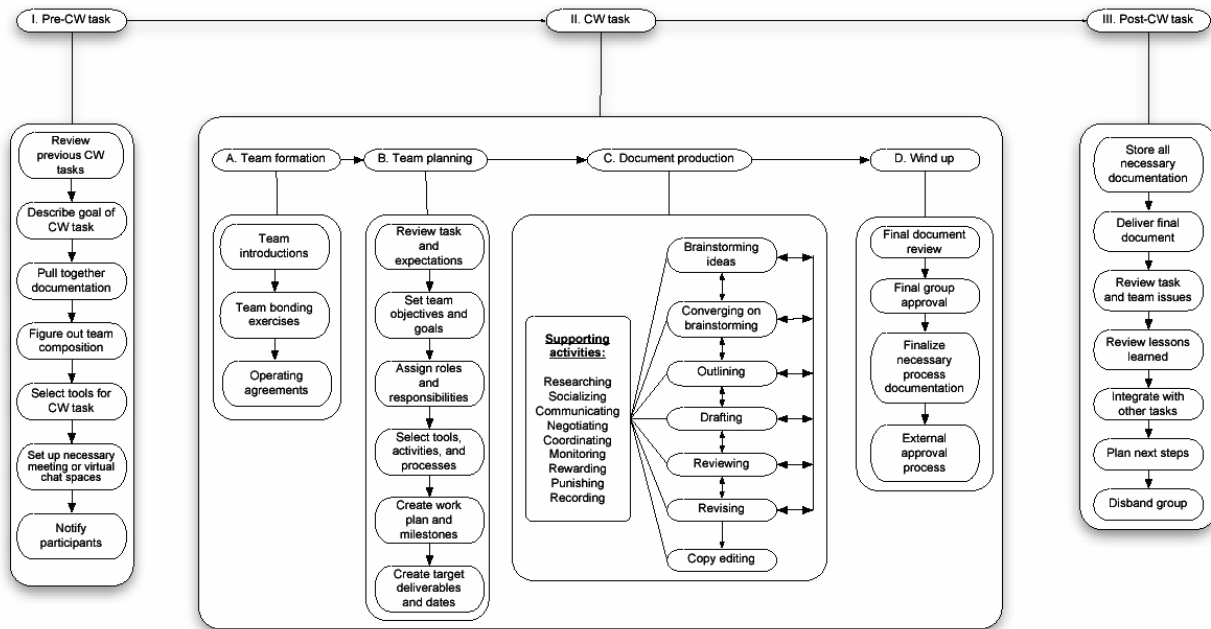 I. Pre-CW task
II. CW task
III. Post-CW task
Review
previous CW
tasks
Describe goal of
CW task
Pull together
documentation
Figure out team
composition
Select tools for
CW task
Set up necessary
meeting or virtual
chat spaces
Notify
participants
A. Team formation
B. Team planning
C. Document production
D. Wind up
Team
introductions
Team bonding
exercises
Operating
agreements
Review task
and
expectations
Set team
objectives and
goals
Assign roles
and
responsibilities
Select tools,
activities, and
processes
Create work
plan and
milestones
Create target
deliverables
and dates
Supporting
activities:
Researching
Socializing
Communicating
Negotiating
Coordinating
Monitoring
Rewarding
Punishing
Recording
Brainstorming
ideas
Converging on
brainstorming
Outlining
Drafting
Reviewing
Revising
Copy editing
Final document
review
Final group
approval
Finalize
necessary
process
documentation
External
approval
process
Store all
necessary
documentation
Deliver final
document
Review task
and team issues
Review lessons
learned
Integrate with
other tasks
Plan next steps
Disband group